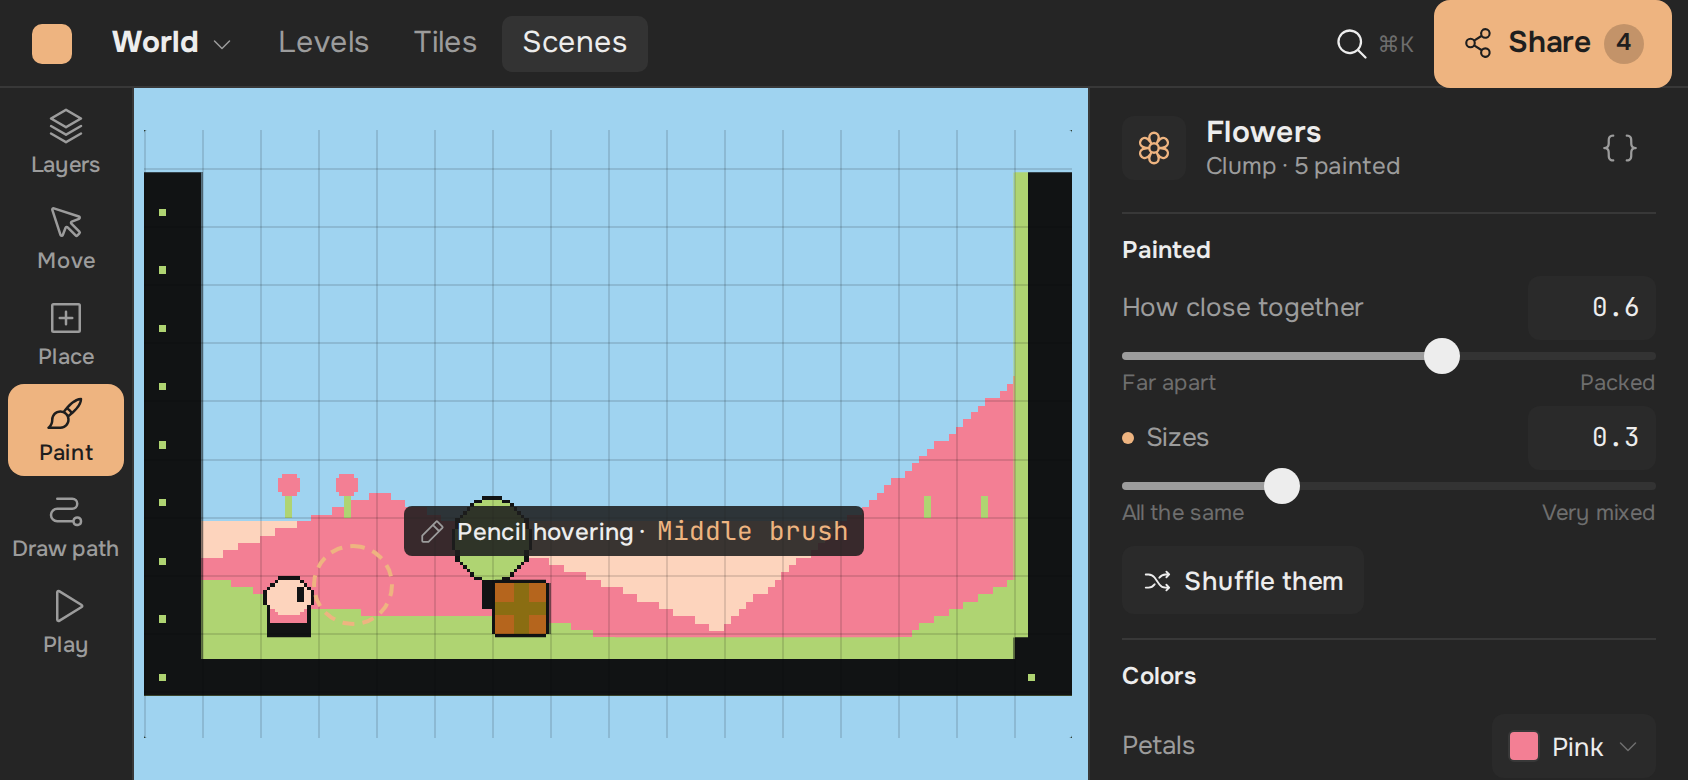 World Levels Tiles Scenes ⌘K Share 4
Layers
Move
Place
Paint
Draw path
Play
Pencil hovering · Middle brush
Flowers
Clump · 5 painted
{ }
Painted
How close together 0.6
Far apart Packed
Sizes 0.3
All the same Very mixed
Shuffle them
Colors
Petals Pink